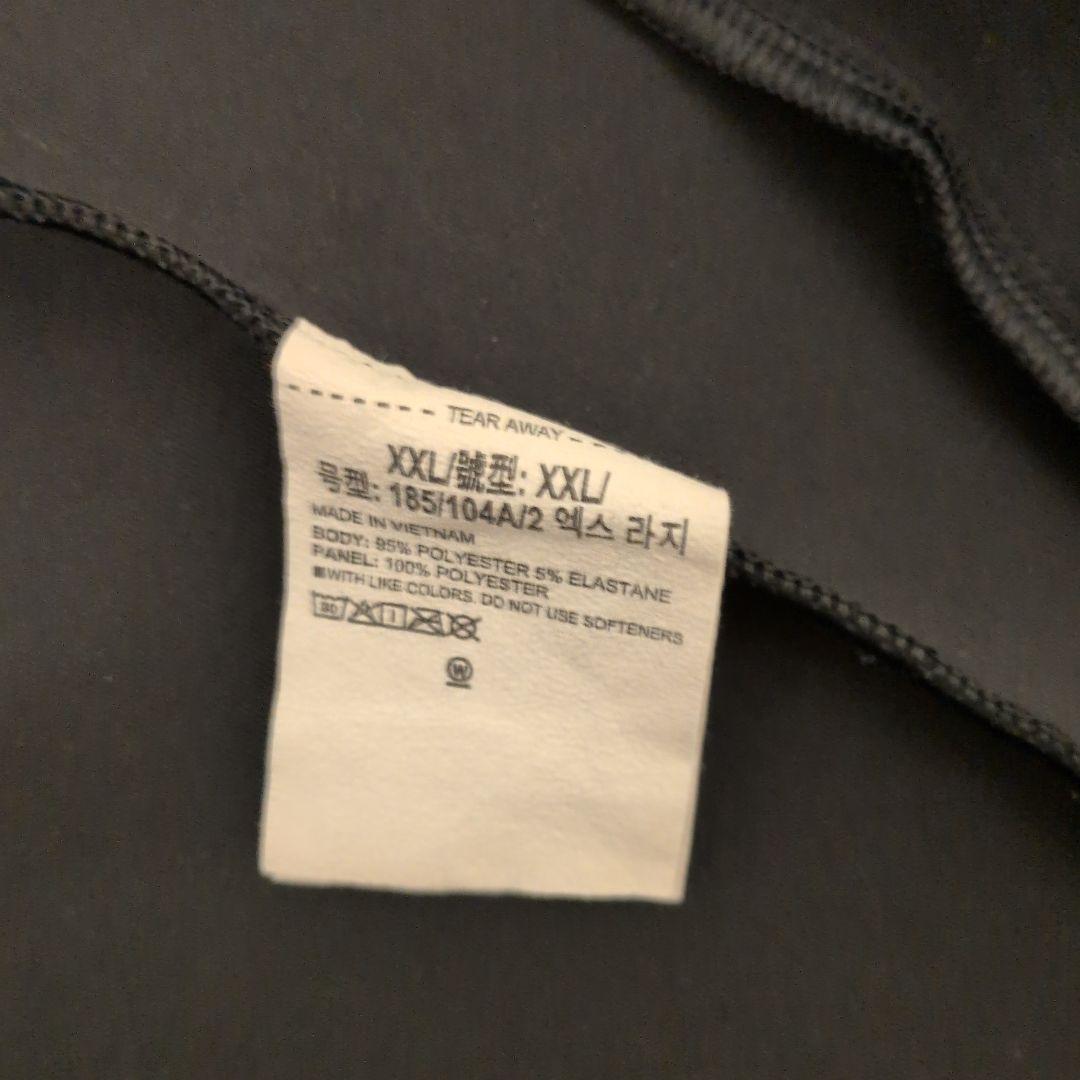 TEAR AWAY
XXL/號型: XXL/
号型: 185/104A/2 엑스 라지
MADE IN VIETNAM
BODY: 95% POLYESTER 5% ELASTANE
PANEL: 100% POLYESTER
WITH LIKE COLORS. DO NOT USE SOFTENERS
30
W